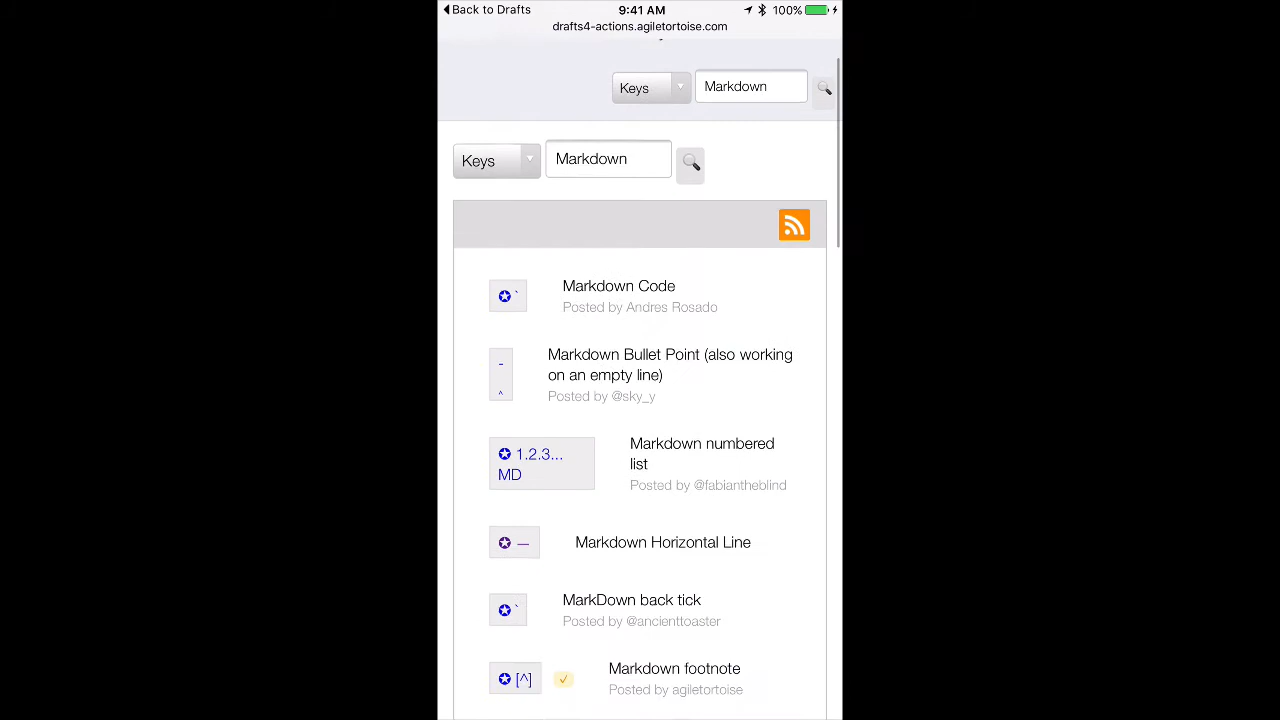 Back to Drafts
9:41 AM
100%
drafts4-actions.agiletortoise.com
Keys
Markdown
Keys
Markdown
`
Markdown Code
Posted by Andres Rosado
-
^
Markdown Bullet Point (also working
on an empty line)
Posted by @sky_y
1.2.3...
MD
Markdown numbered
list
Posted by @fabiantheblind
—
Markdown Horizontal Line
`
MarkDown back tick
Posted by @ancienttoaster
[^]
✓
Markdown footnote
Posted by agiletortoise